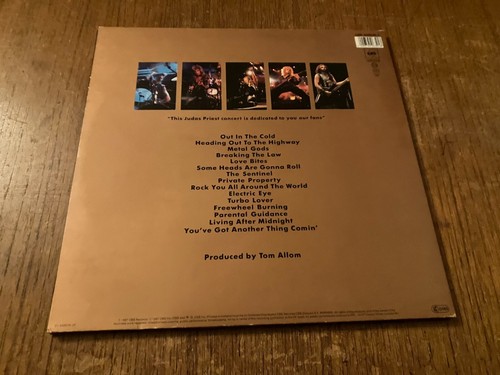 "This Judas Priest concert is dedicated to you our fans"
Out In The Cold
Heading Out To The Highway
Metal Gods
Breaking The Law
Love Bites
Some Heads Are Gonna Roll
The Sentinel
Private Property
Rock You All Around The World
Electric Eye
Turbo Lover
Freewheel Burning
Parental Guidance
Living After Midnight
You've Got Another Thing Comin'
Produced by Tom Allom